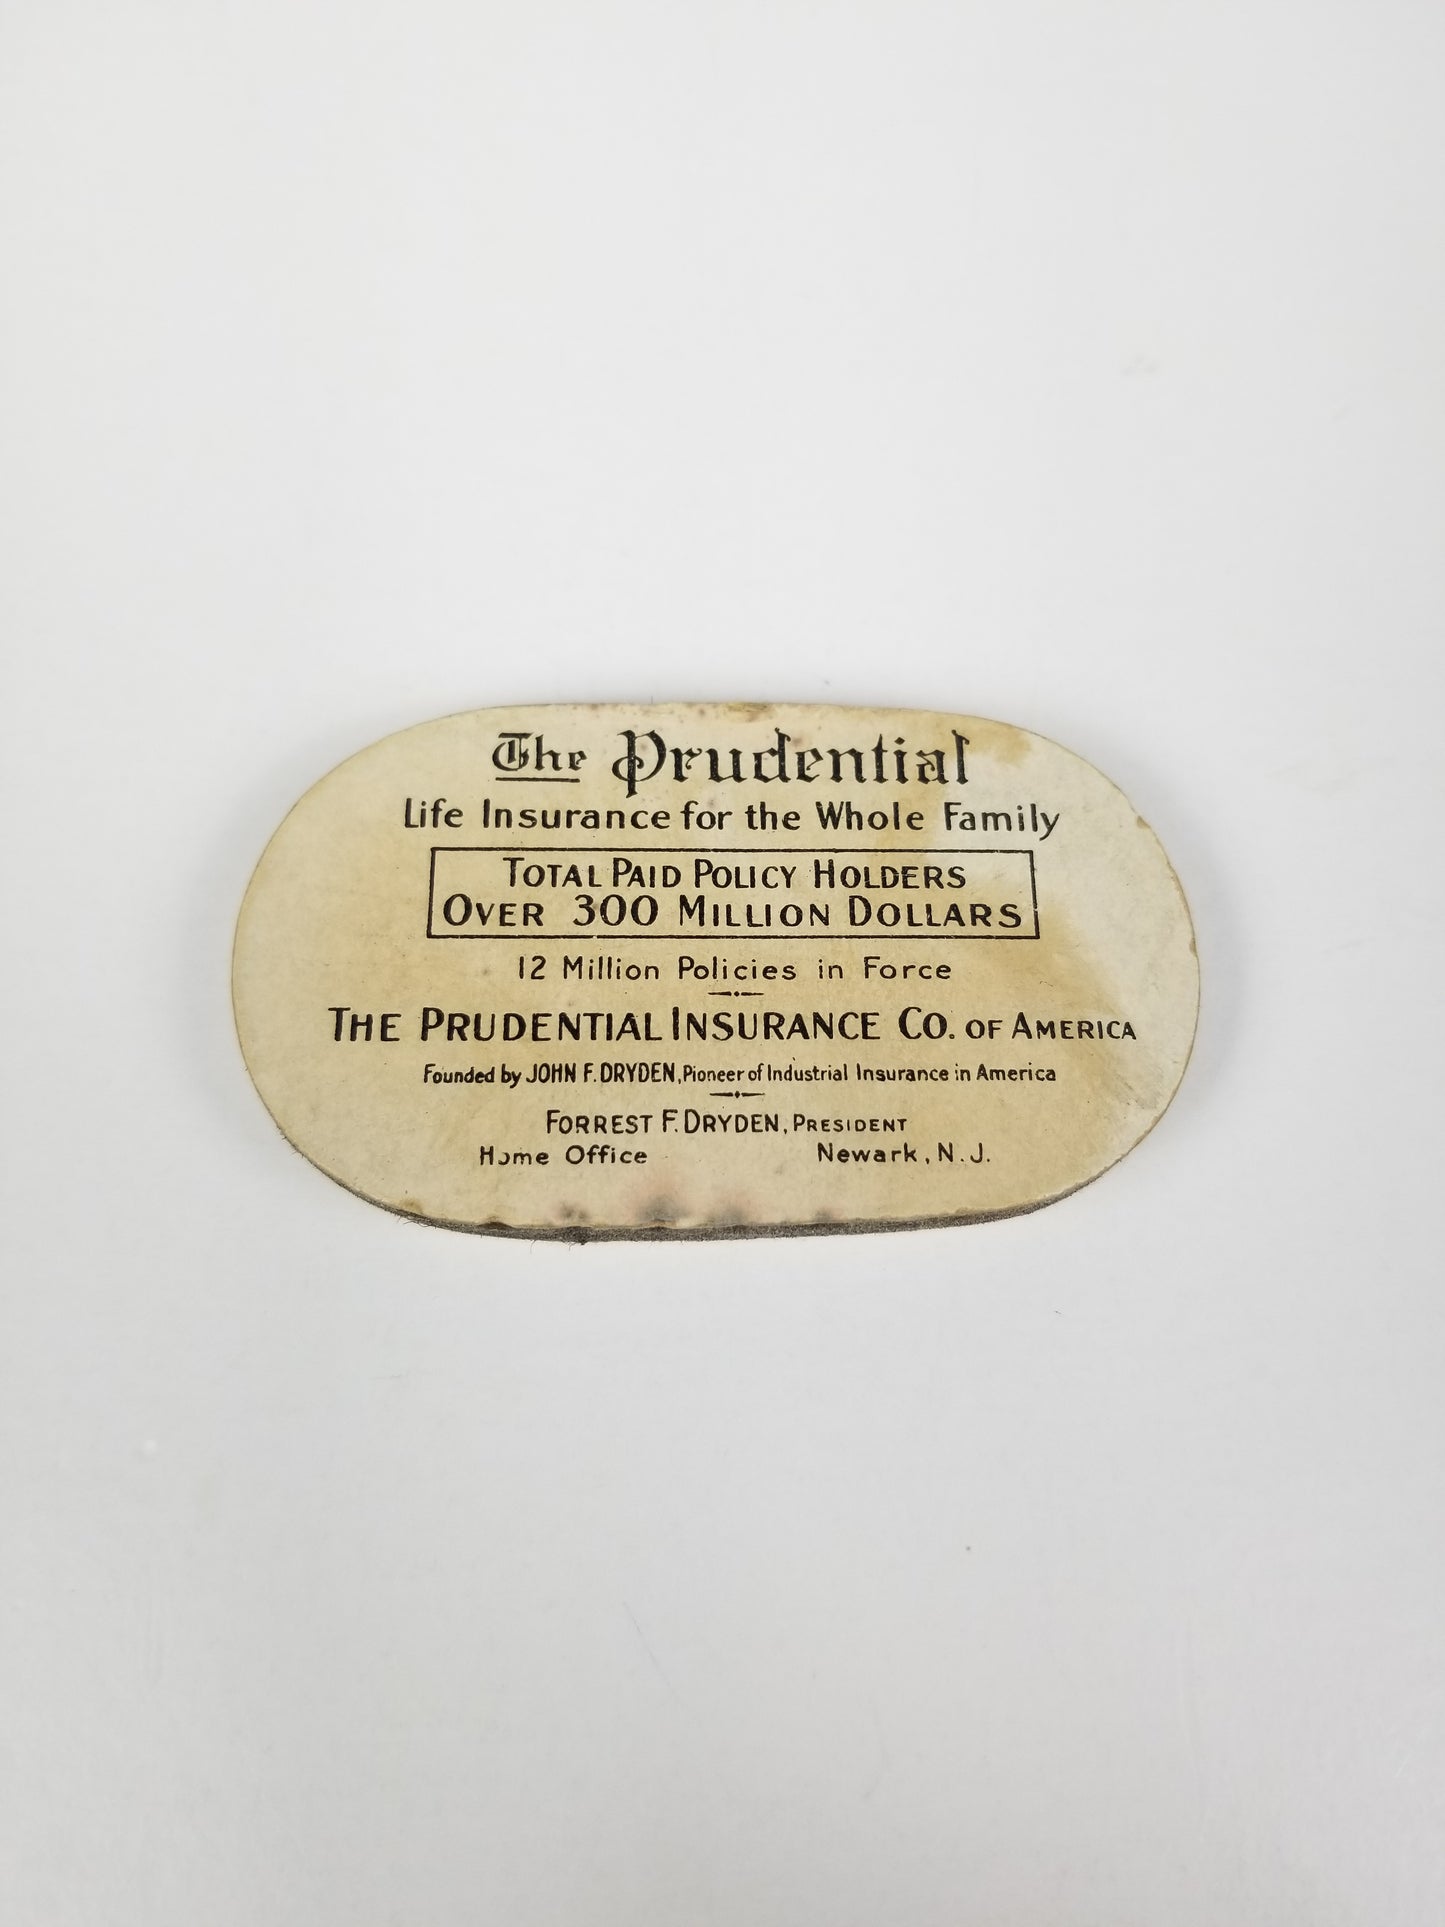 The Prudential
Life Insurance for the Whole Family
TOTAL PAID POLICY HOLDERS
OVER 300 MILLION DOLLARS
12 Million Policies in Force
THE PRUDENTIAL INSURANCE CO. OF AMERICA
Founded by JOHN F. DRYDEN, Pioneer of Industrial Insurance in America
FORREST F. DRYDEN, PRESIDENT
Home Office Newark, N.J.